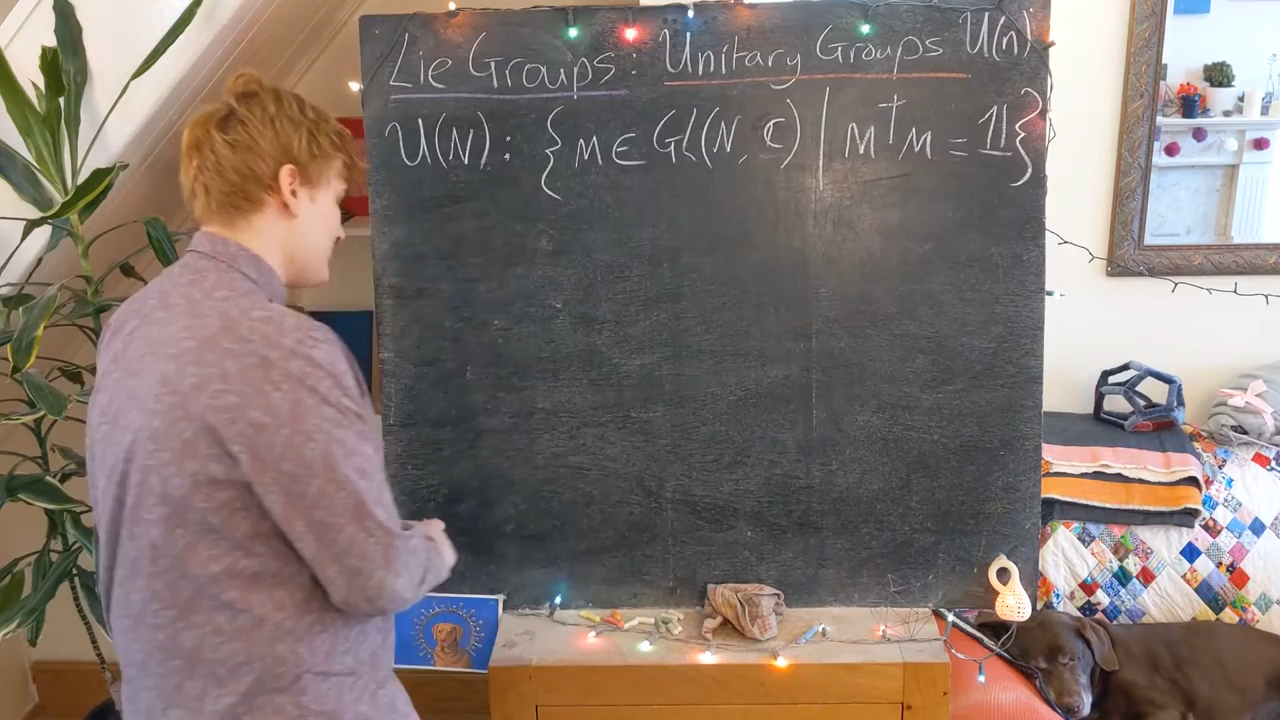 Lie Groups: Unitary Groups U(n)
U(N): {M ∈ GL(N, ℂ) | M†M = 𝟙}